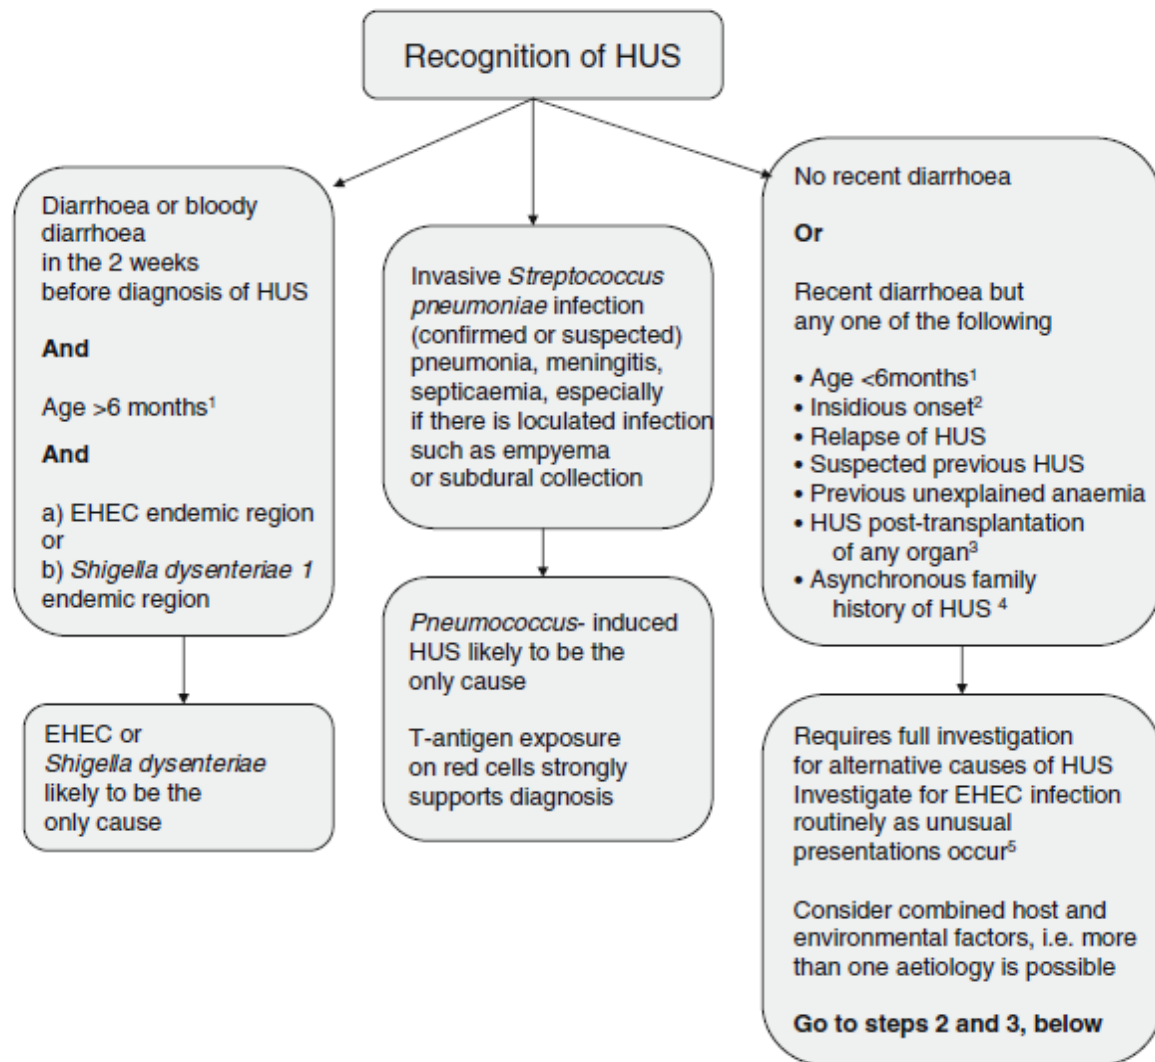 Recognition of HUS
Diarrhoea or bloody
diarrhoea
in the 2 weeks
before diagnosis of HUS
And
Age >6 months¹
And
a) EHEC endemic region
or
b) Shigella dysenteriae 1
endemic region
EHEC or
Shigella dysenteriae
likely to be the
only cause
Invasive Streptococcus
pneumoniae infection
(confirmed or suspected)
pneumonia, meningitis,
septicaemia, especially
if there is loculated infection
such as empyema
or subdural collection
Pneumococcus- induced
HUS likely to be the
only cause
T-antigen exposure
on red cells strongly
supports diagnosis
No recent diarrhoea
Or
Recent diarrhoea but
any one of the following
• Age <6months¹
• Insidious onset²
• Relapse of HUS
• Suspected previous HUS
• Previous unexplained anaemia
• HUS post-transplantation
of any organ³
• Asynchronous family
history of HUS ⁴
Requires full investigation
for alternative causes of HUS
Investigate for EHEC infection
routinely as unusual
presentations occur⁵
Consider combined host and
environmental factors, i.e. more
than one aetiology is possible
Go to steps 2 and 3, below